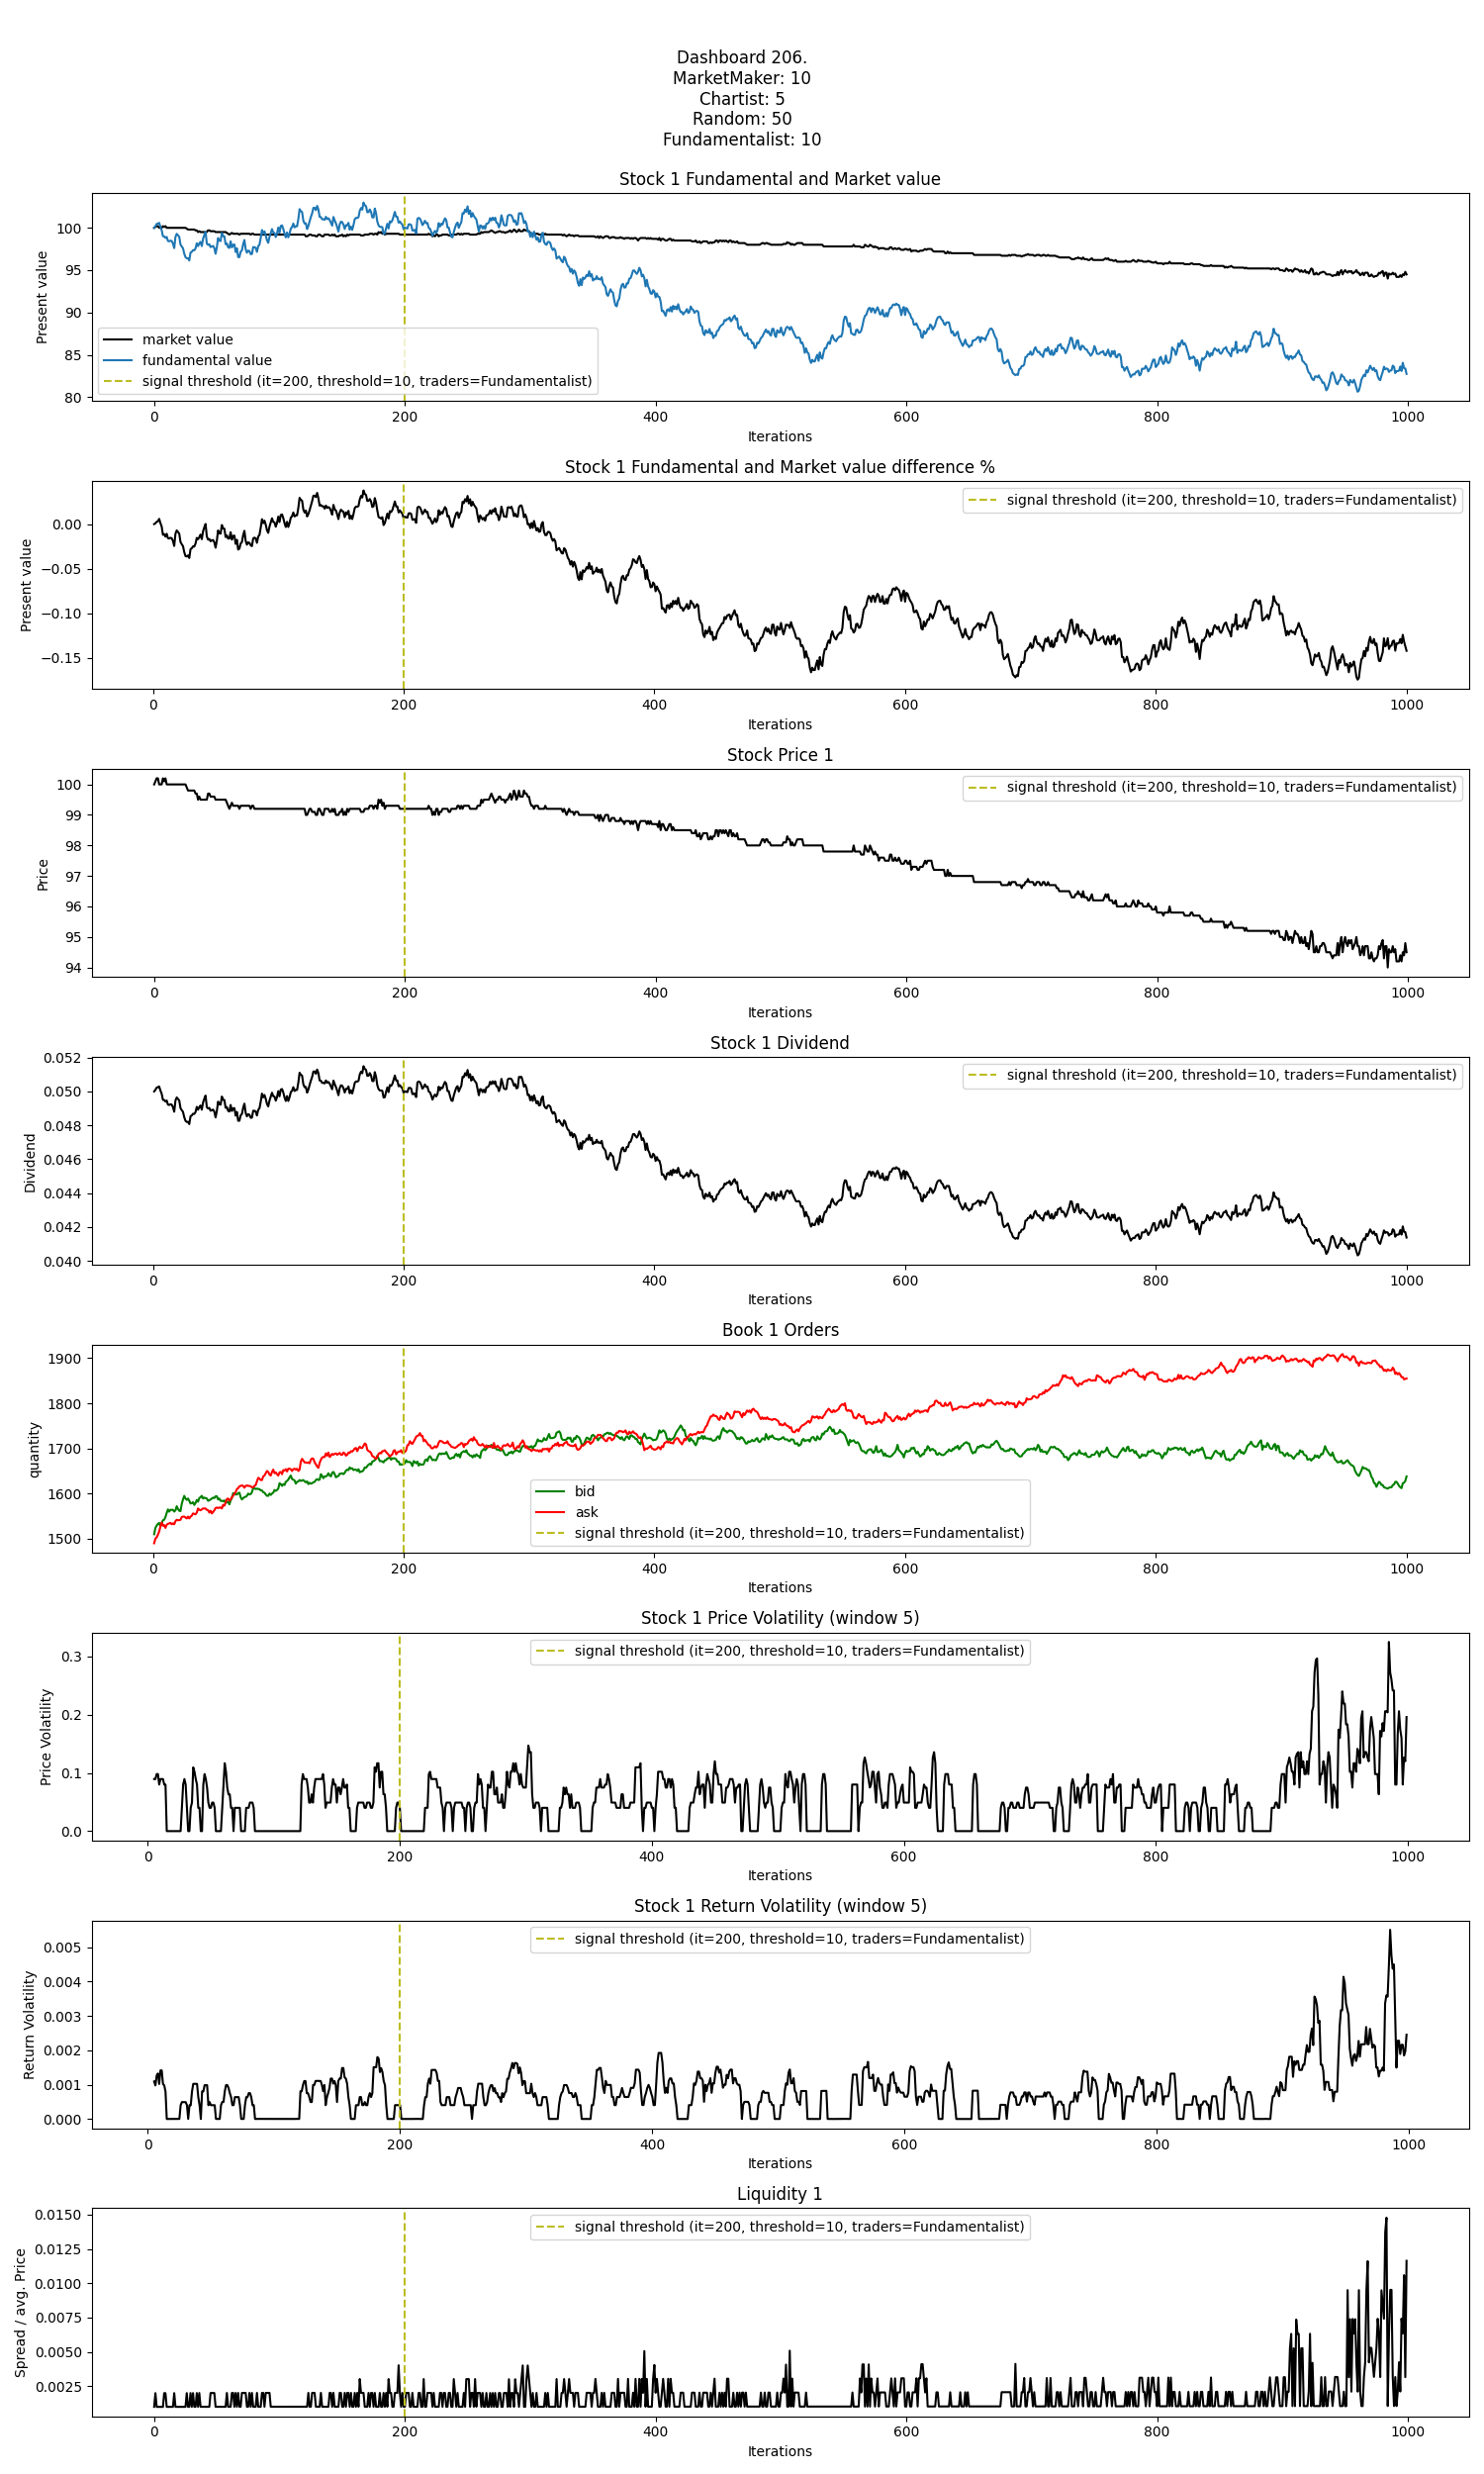 Dashboard 206.
MarketMaker: 10
Chartist: 5
Random: 50
Fundamentalist: 10
Stock 1 Fundamental and Market value
Present value
100
95
90
85
80
market value
fundamental value
signal threshold (it=200, threshold=10, traders=Fundamentalist)
0 200 400 600 800 1000
Iterations
Stock 1 Fundamental and Market value difference %
Present value
0.00
−0.05
−0.10
−0.15
signal threshold (it=200, threshold=10, traders=Fundamentalist)
0 200 400 600 800 1000
Iterations
Stock Price 1
Price
100
99
98
97
96
95
94
signal threshold (it=200, threshold=10, traders=Fundamentalist)
0 200 400 600 800 1000
Iterations
Stock 1 Dividend
Dividend
0.052
0.050
0.048
0.046
0.044
0.042
0.040
signal threshold (it=200, threshold=10, traders=Fundamentalist)
0 200 400 600 800 1000
Iterations
Book 1 Orders
quantity
1900
1800
1700
1600
1500
bid
ask
signal threshold (it=200, threshold=10, traders=Fundamentalist)
0 200 400 600 800 1000
Iterations
Stock 1 Price Volatility (window 5)
Price Volatility
0.3
0.2
0.1
0.0
signal threshold (it=200, threshold=10, traders=Fundamentalist)
0 200 400 600 800 1000
Iterations
Stock 1 Return Volatility (window 5)
Return Volatility
0.005
0.004
0.003
0.002
0.001
0.000
signal threshold (it=200, threshold=10, traders=Fundamentalist)
0 200 400 600 800 1000
Iterations
Liquidity 1
Spread / avg. Price
0.0150
0.0125
0.0100
0.0075
0.0050
0.0025
signal threshold (it=200, threshold=10, traders=Fundamentalist)
0 200 400 600 800 1000
Iterations